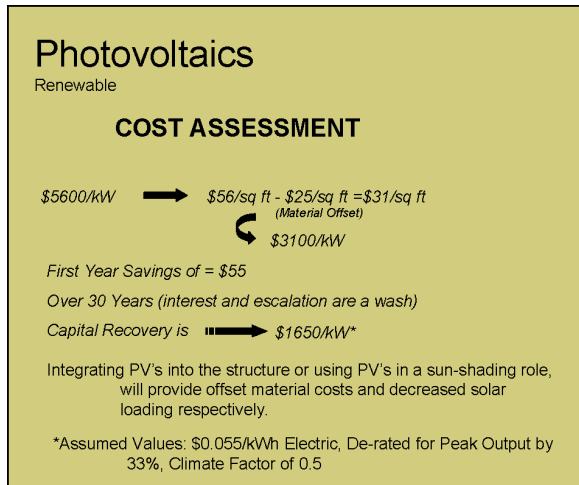 Photovoltaics
Renewable
COST ASSESSMENT
$5600/kW $56/sq ft - $25/sq ft =$31/sq ft
(Material Offset)
$3100/kW
First Year Savings of = $55
Over 30 Years (interest and escalation are a wash)
Capital Recovery is $1650/kW*
Integrating PV's into the structure or using PV's in a sun-shading role,
will provide offset material costs and decreased solar
loading respectively.
*Assumed Values: $0.055/kWh Electric, De-rated for Peak Output by
33%, Climate Factor of 0.5